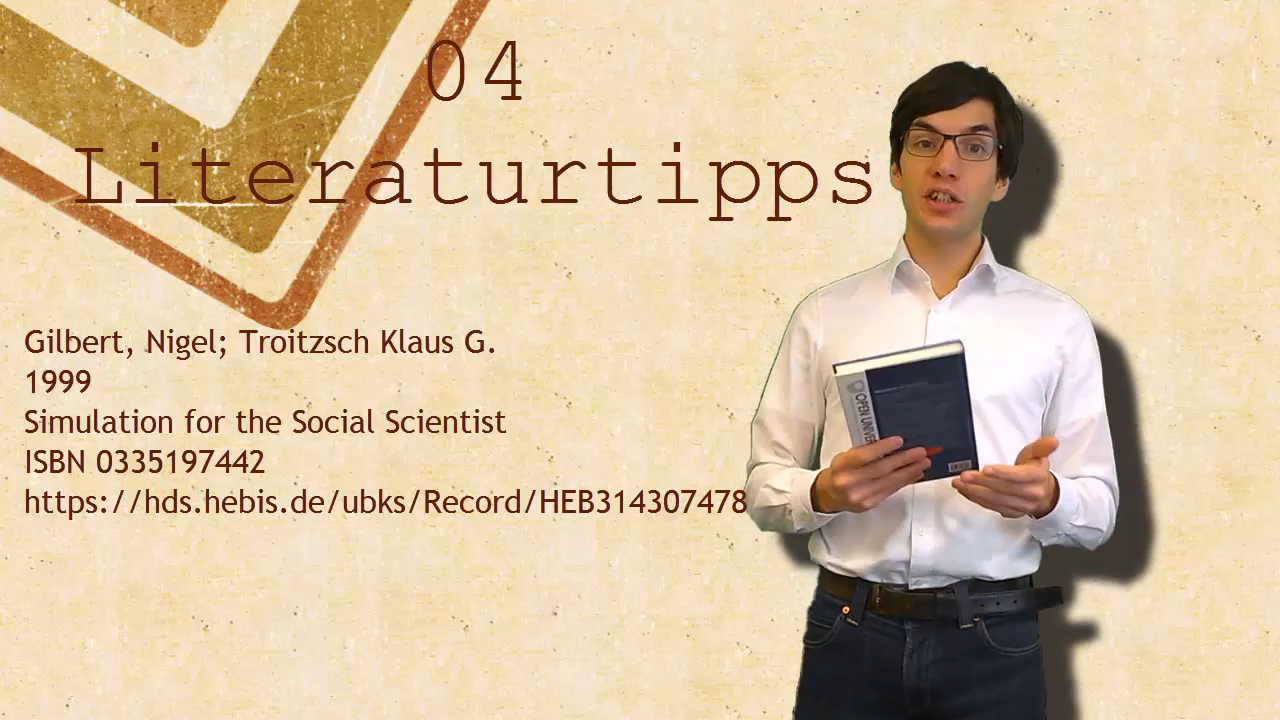 04
Literaturtipps
Gilbert, Nigel; Troitzsch Klaus G.
1999
Simulation for the Social Scientist
ISBN 0335197442
https://hds.hebis.de/ubks/Record/HEB314307478
OPEN